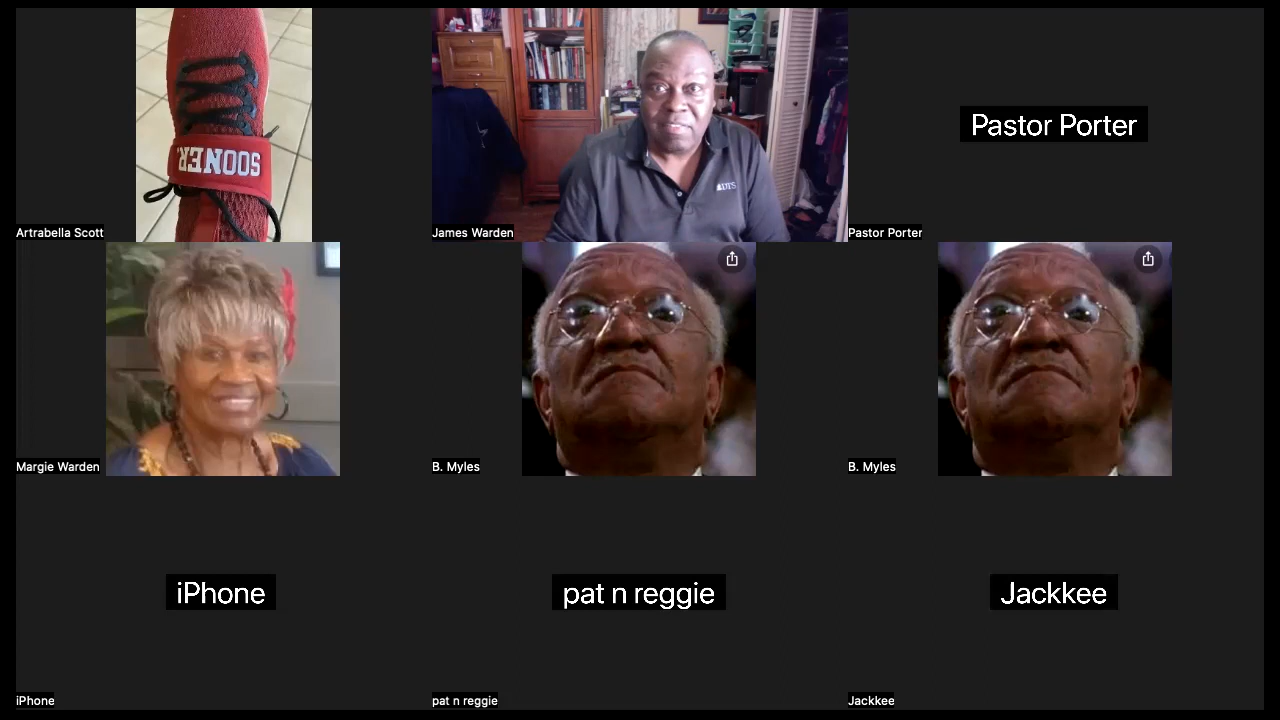 SOONER.
DTS
Pastor Porter
Artrabella Scott
James Warden
Pastor Porter
Margie Warden
B. Myles
B. Myles
iPhone
pat n reggie
Jackkee
iPhone
pat n reggie
Jackkee